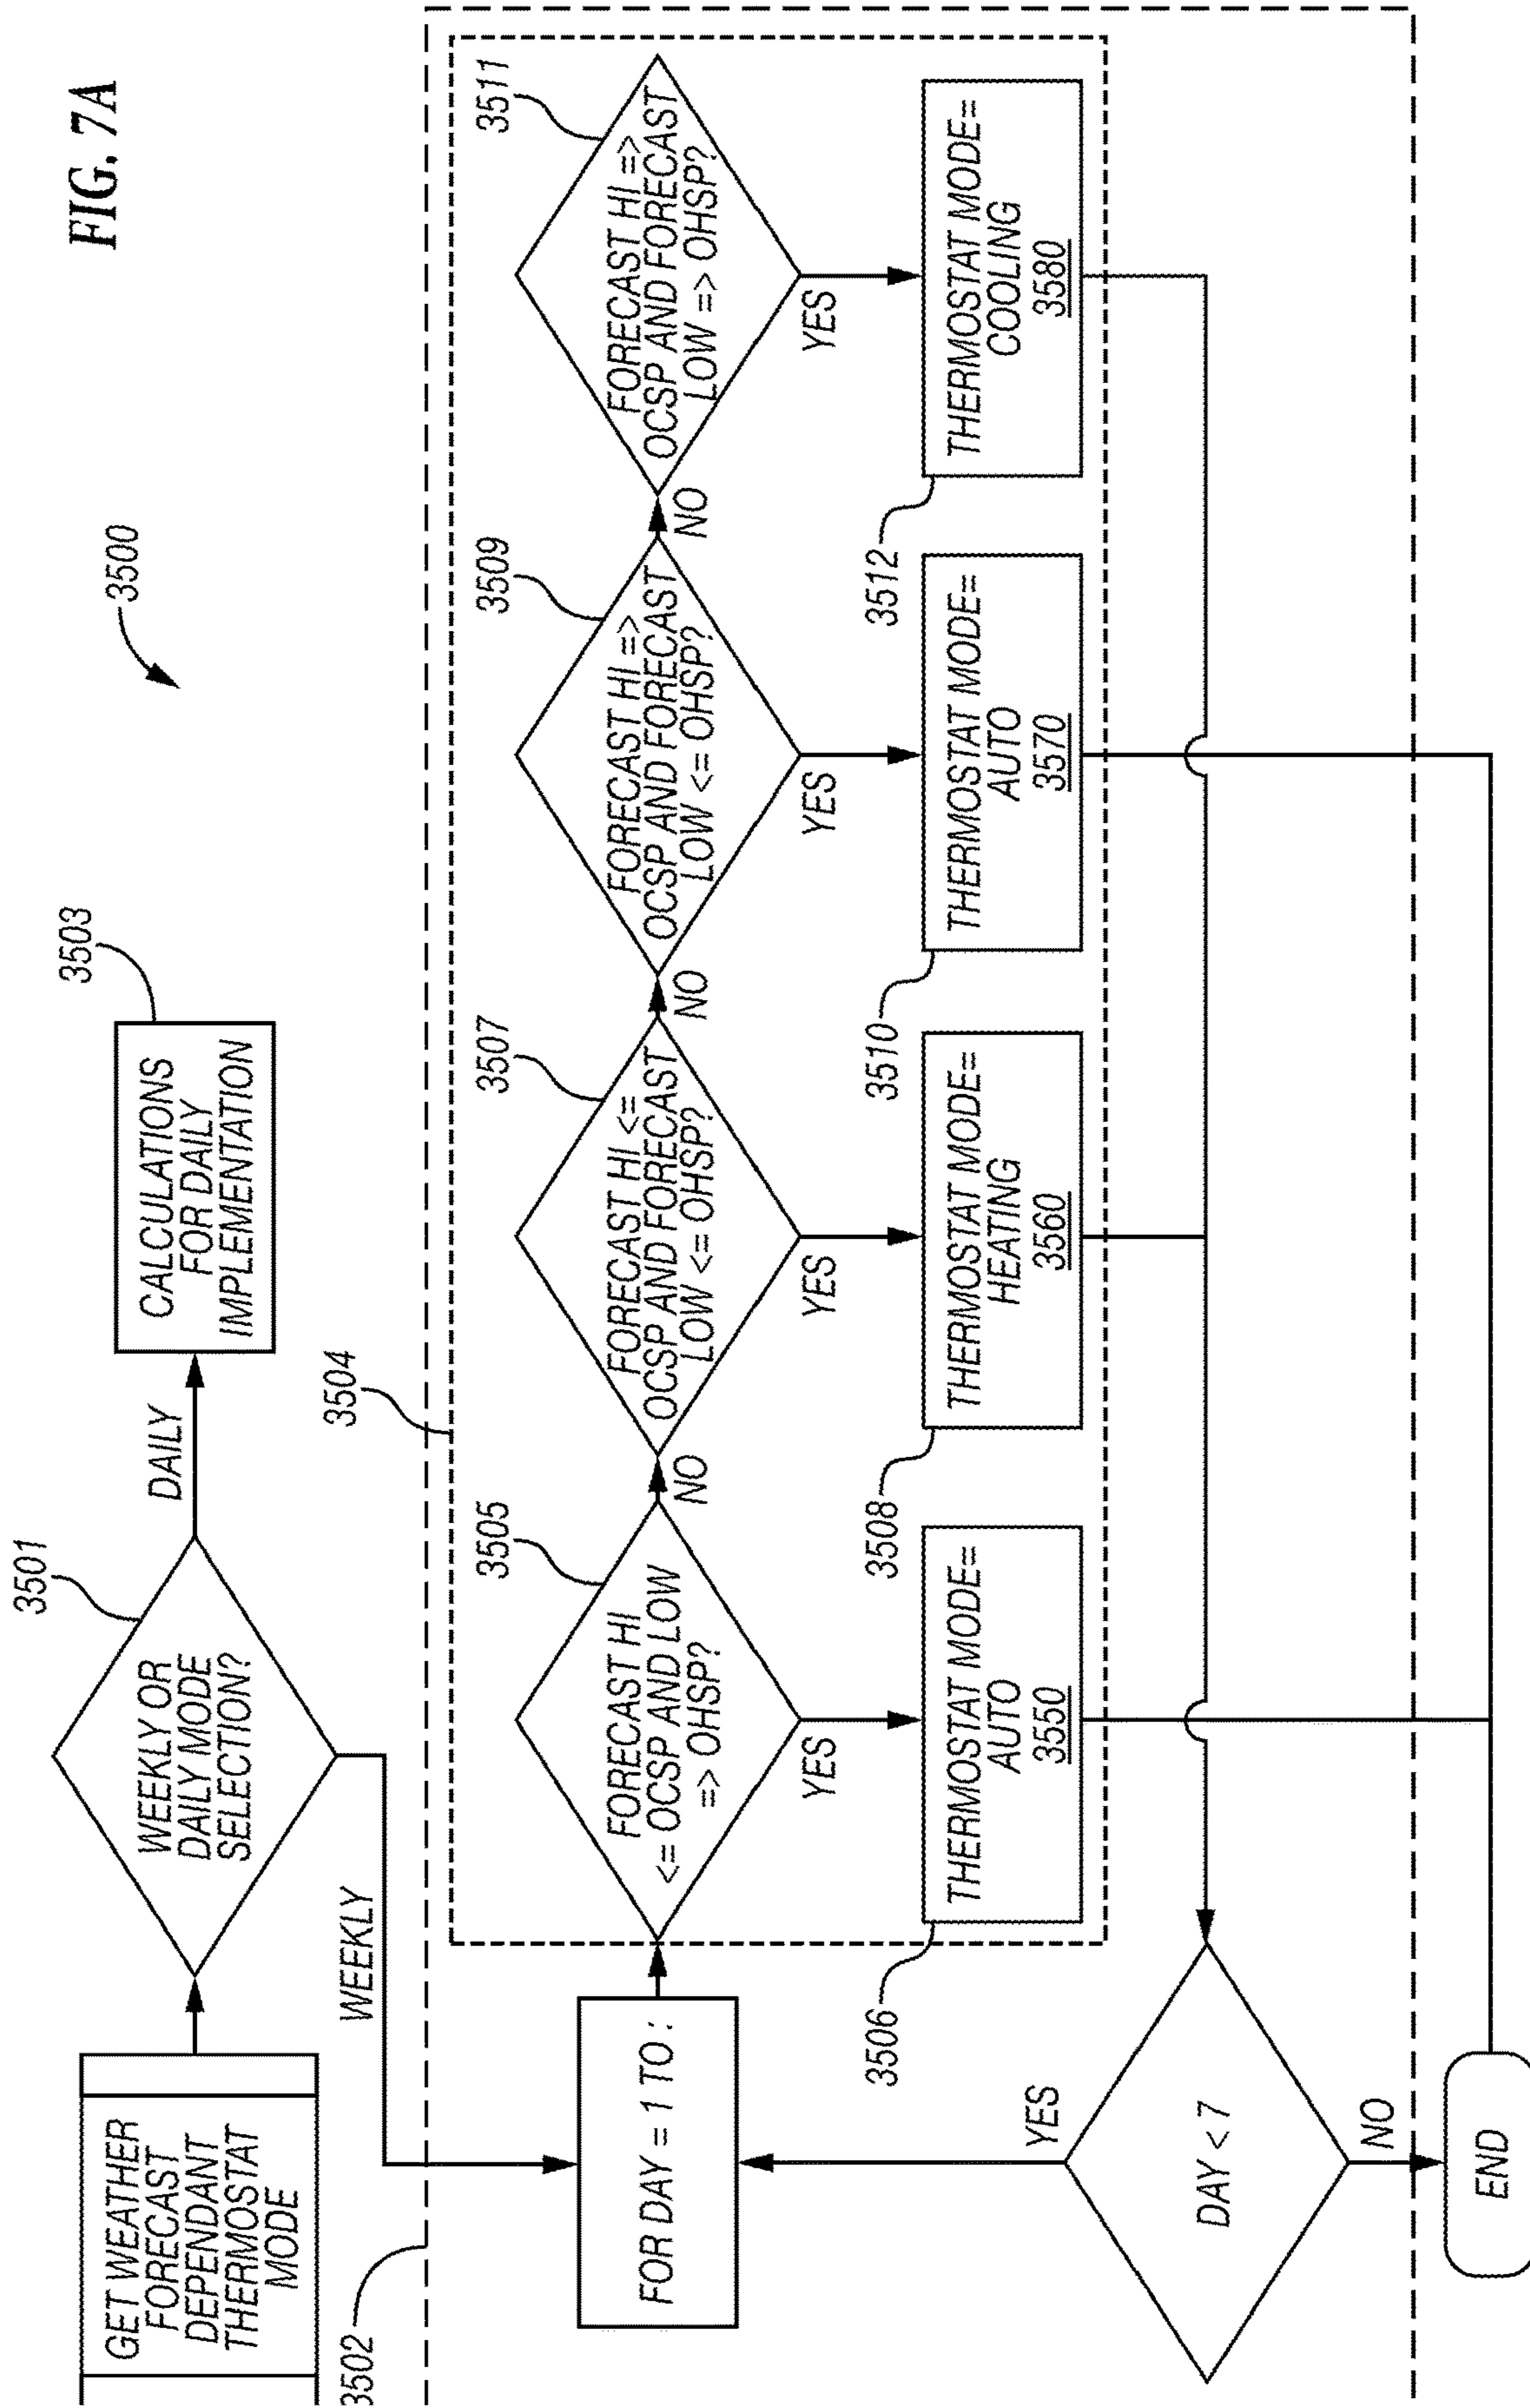 FIG. 7A
3500
GET WEATHER
FORECAST
DEPENDANT
THERMOSTAT
MODE
3501
WEEKLY OR
DAILY MODE
SELECTION?
DAILY
3503
CALCULATIONS
FOR DAILY
IMPLEMENTATION
WEEKLY
3502
3504
FOR DAY = 1 TO :
3505
FORECAST HI
<= OCSP AND LOW
=> OHSP?
NO
3507
FORECAST HI <=
OCSP AND FORECAST
LOW <= OHSP?
NO
3509
FORECAST HI =>
OCSP AND FORECAST
LOW <= OHSP?
NO
3511
FORECAST HI =>
OCSP AND FORECAST
LOW => OHSP?
YES
YES
YES
YES
3506
THERMOSTAT MODE=
AUTO
3550
3508
THERMOSTAT MODE=
HEATING
3560
3510
THERMOSTAT MODE=
AUTO
3570
3512
THERMOSTAT MODE=
COOLING
3580
YES
DAY < 7
NO
END